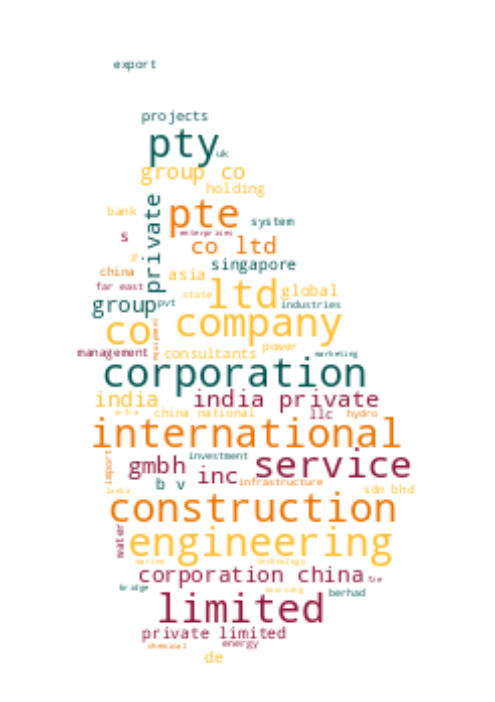 export
projects
pty
uk
group co
holding
bank
private
pte
system
s
enterprises
co ltd
singapore
china
asia
far east
state
ltd
global
group
pvt
industries
co
company
equipment
management
consultants
power
marketing
corporation
india
india private
infra
china national
llc
hydro
international
import
gmbh
investment
service
b v
inc
infrastructure
lanka
sdn bhd
construction
water
engineering
marine
technology
corporation china
bridge
sourcing
berhad
limited
private limited
chemical
energy
de